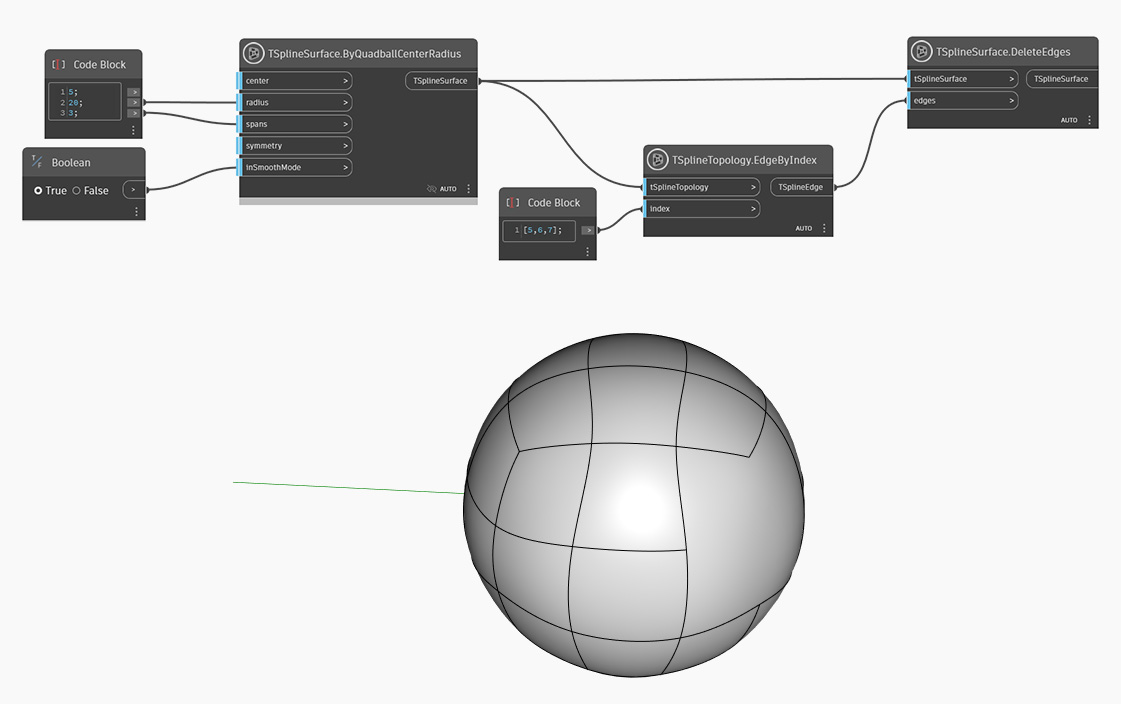 Code Block
1 5;
2 20;
3 3;
>
>
>
Boolean
True False >
TSplineSurface.ByQuadballCenterRadius
center > TSplineSurface
radius >
spans >
symmetry >
inSmoothMode >
AUTO
Code Block
1 [5,6,7]; >
TSplineTopology.EdgeByIndex
tSplineTopology > TSplineEdge
index >
AUTO
TSplineSurface.DeleteEdges
tSplineSurface > TSplineSurface
edges >
AUTO